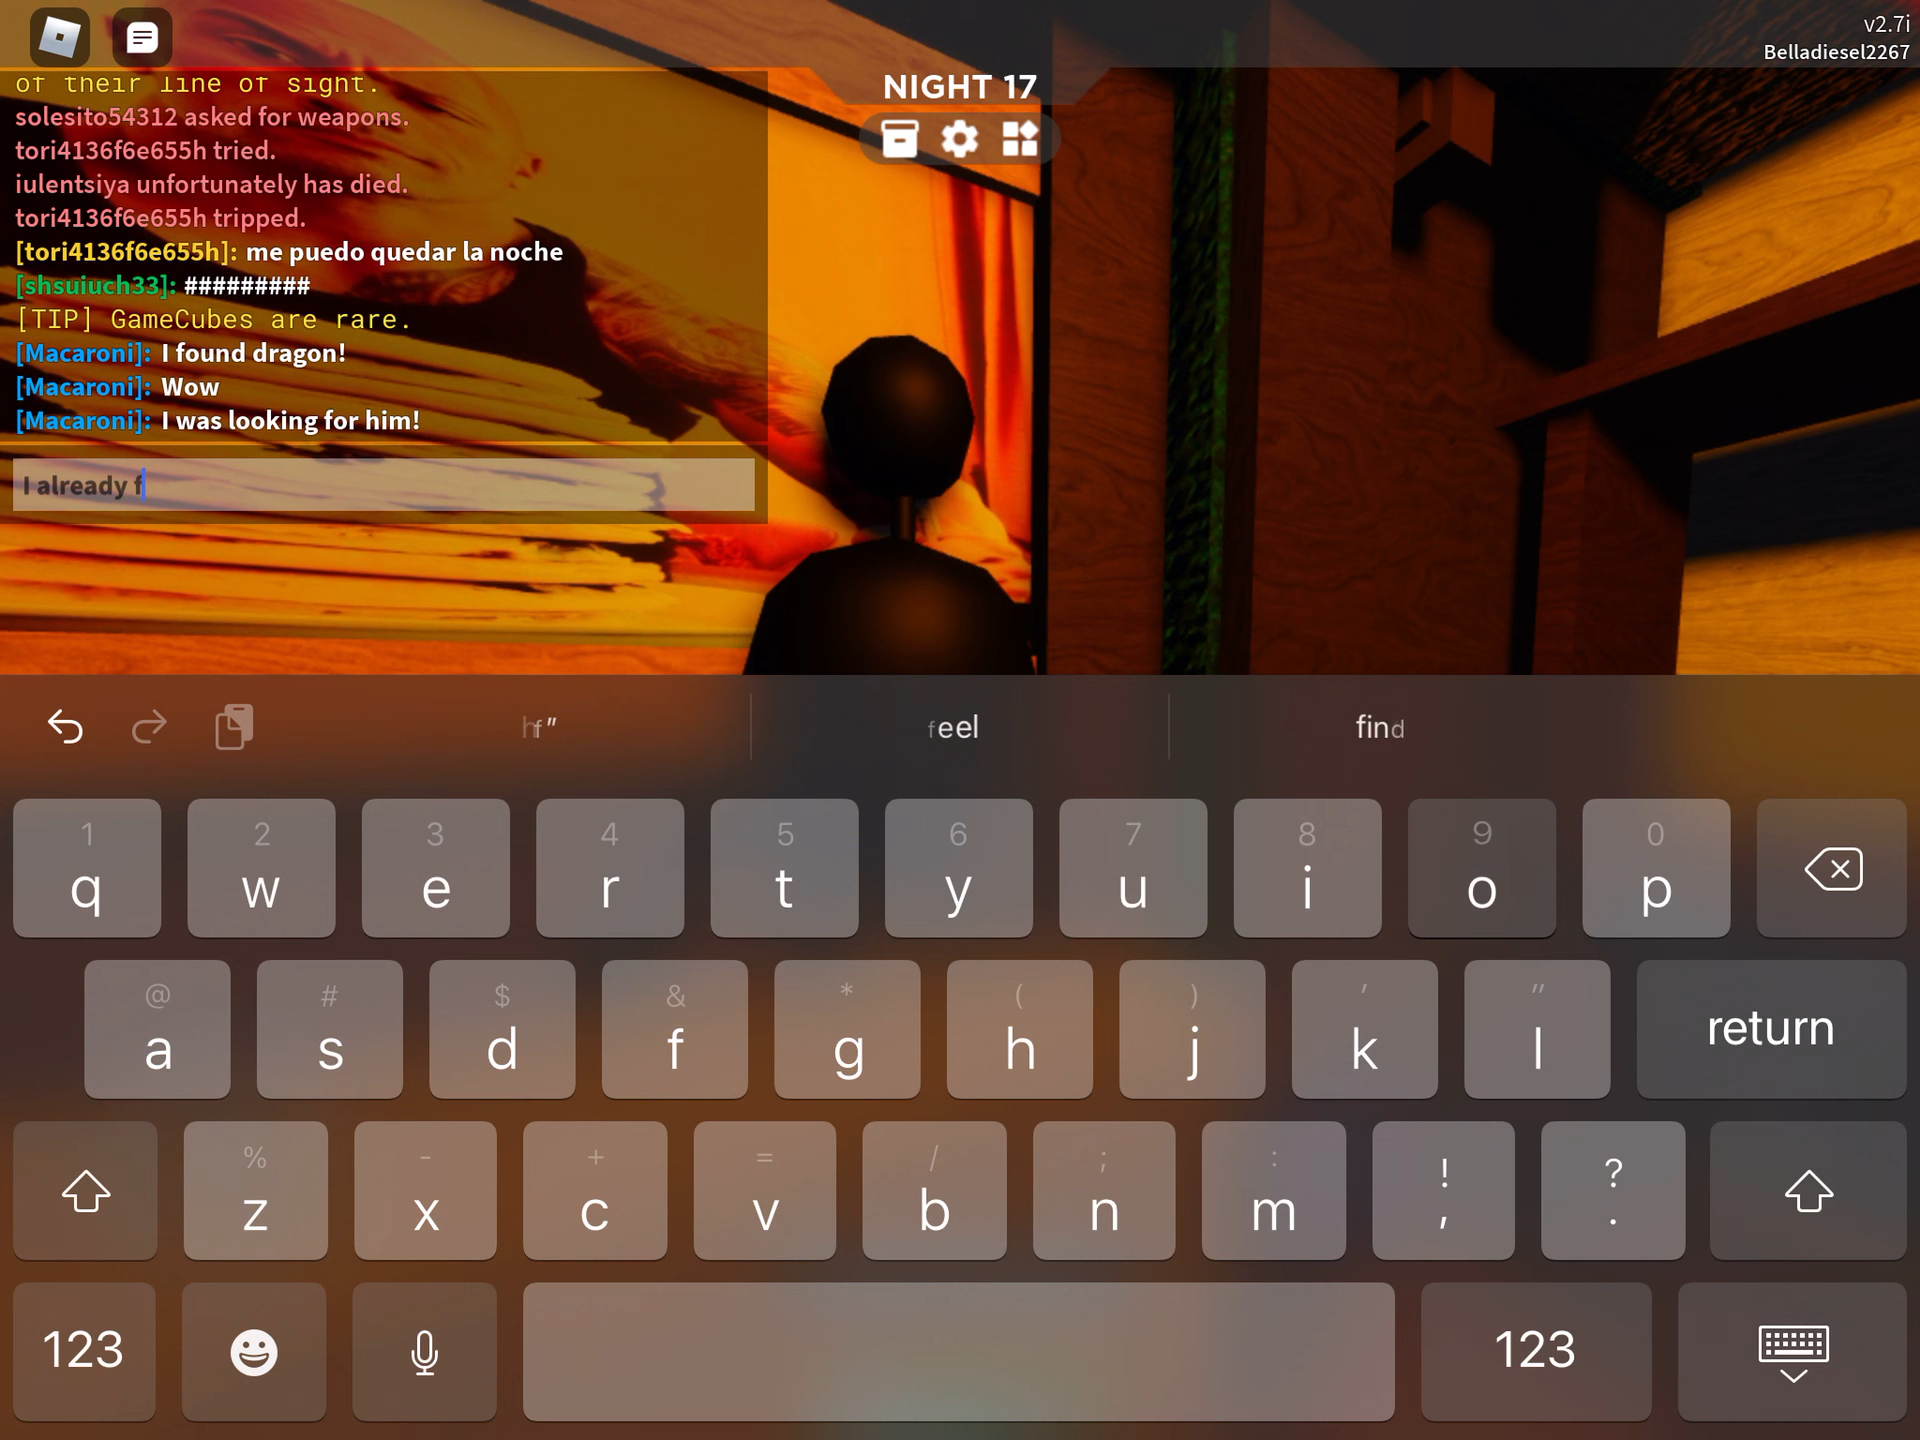 v2.7i
Belladiesel2267
NIGHT 17
of their line of sight.
solesito54312 asked for weapons.
tori4136f6e655h tried.
iulentsiya unfortunately has died.
tori4136f6e655h tripped.
[tori4136f6e655h]: me puedo quedar la noche
[shsuiuch33]: #########
[TIP] GameCubes are rare.
[Macaroni]: I found dragon!
[Macaroni]: Wow
[Macaroni]: I was looking for him!
I already f
feel find
1 2 3 4 5 6 7 8 9 0
q w e r t y u i o p
@ # $ & * ( ) ' "
a s d f g h j k l return
% - + = / ; : ! ?
z x c v b n m , .
123 123